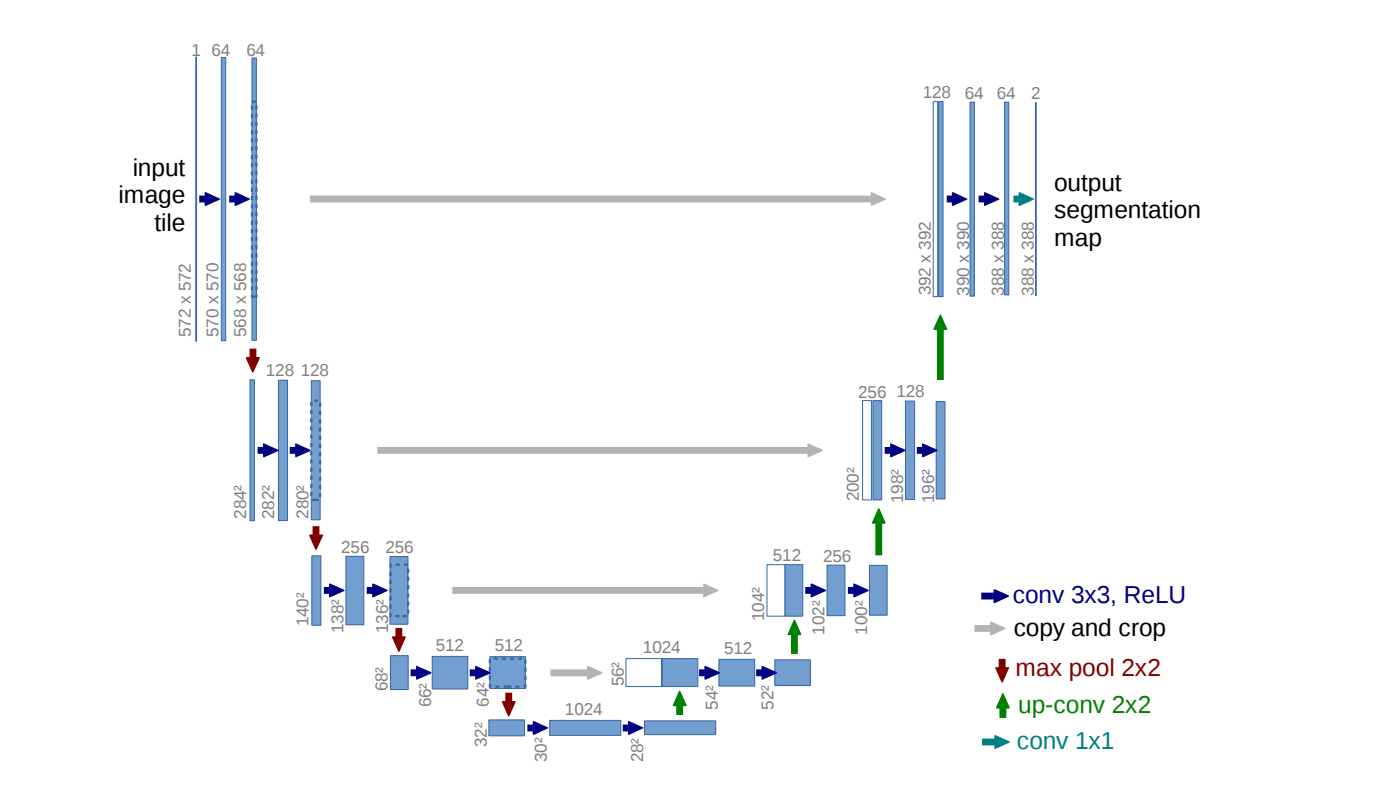 1 64 64
128 64 64 2
input
image
tile
output
segmentation
map
572 x 572
570 x 570
568 x 568
392 x 392
390 x 390
388 x 388
388 x 388
128 128
256 128
284²
282²
280²
200²
198²
196²
256 256
512 256
140²
138²
136²
104²
102²
100²
512 512
1024 512
68²
66²
64²
56²
54²
52²
1024
32²
30²
28²
conv 3x3, ReLU
copy and crop
max pool 2x2
up-conv 2x2
conv 1x1